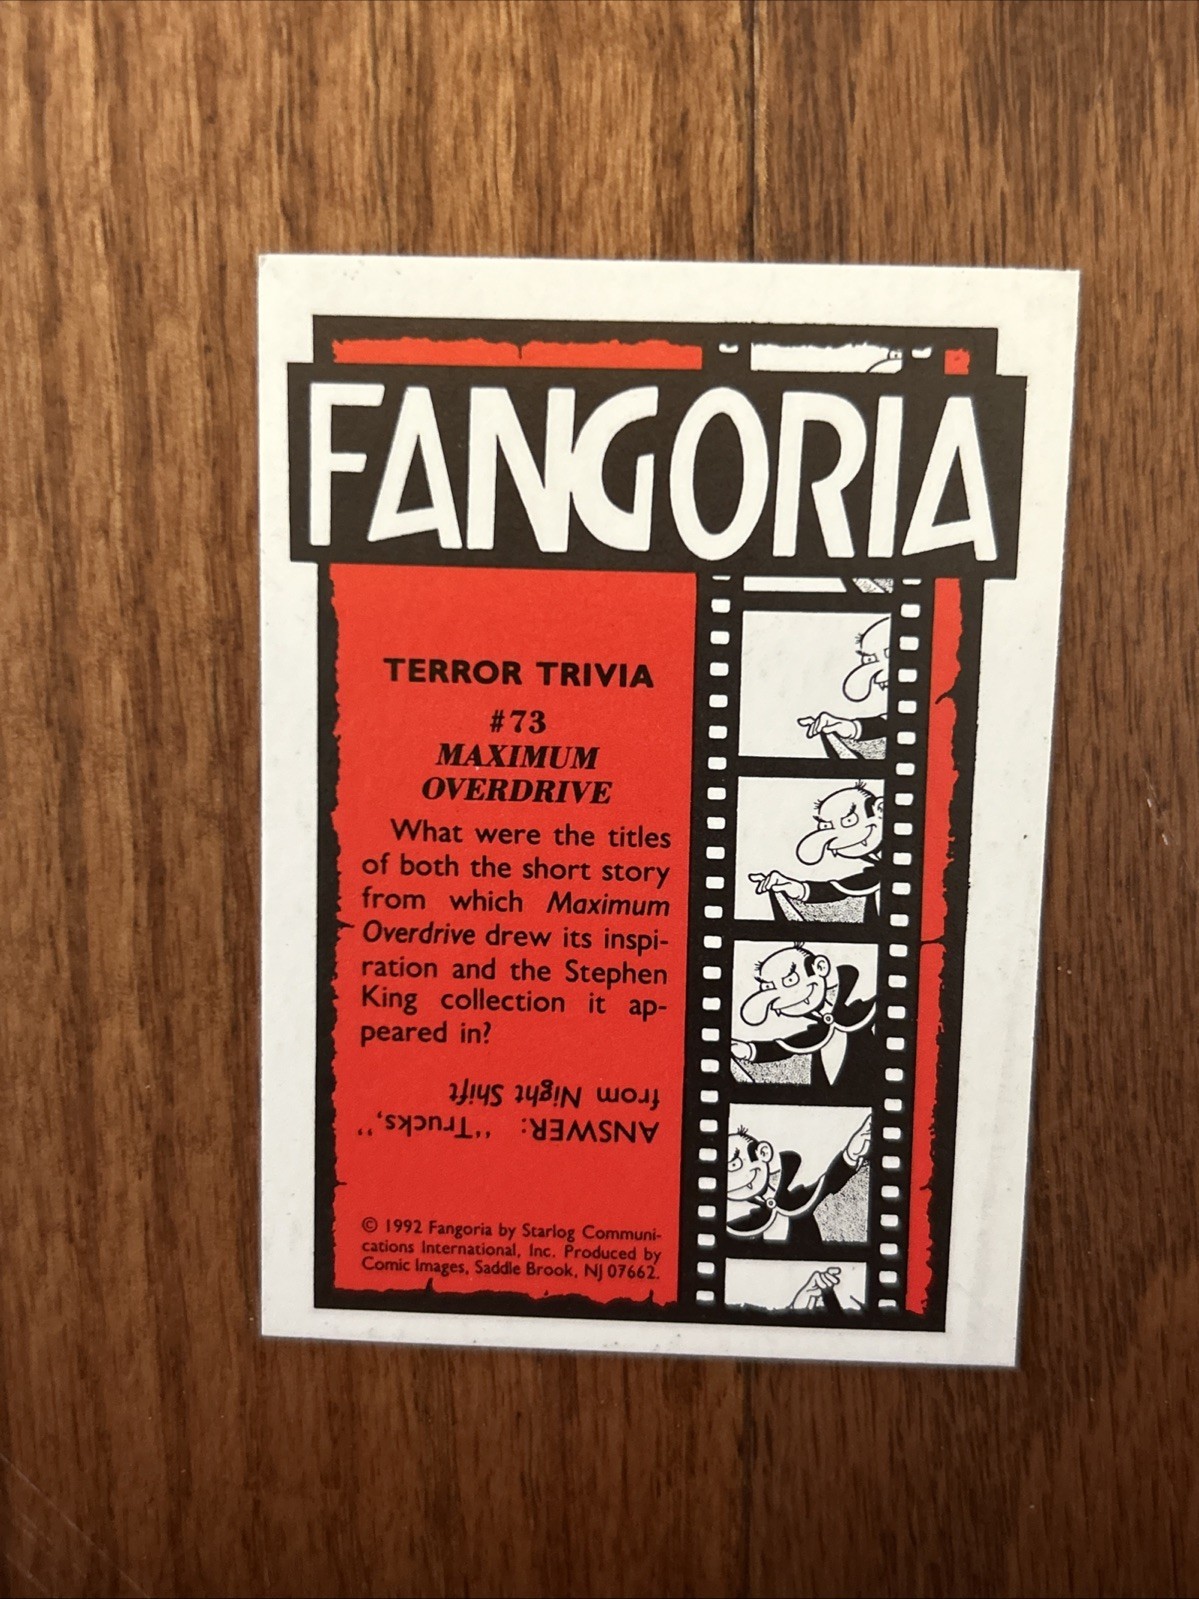 FANGORIA
TERROR TRIVIA
#73
MAXIMUM
OVERDRIVE
What were the titles
of both the short story
from which Maximum
Overdrive drew its inspi-
ration and the Stephen
King collection it ap-
peared in?
ANSWER: "Trucks,"
from Night Shift
© 1992 Fangoria by Starlog Communi-
cations International, Inc. Produced by
Comic Images, Saddle Brook, NJ 07662.